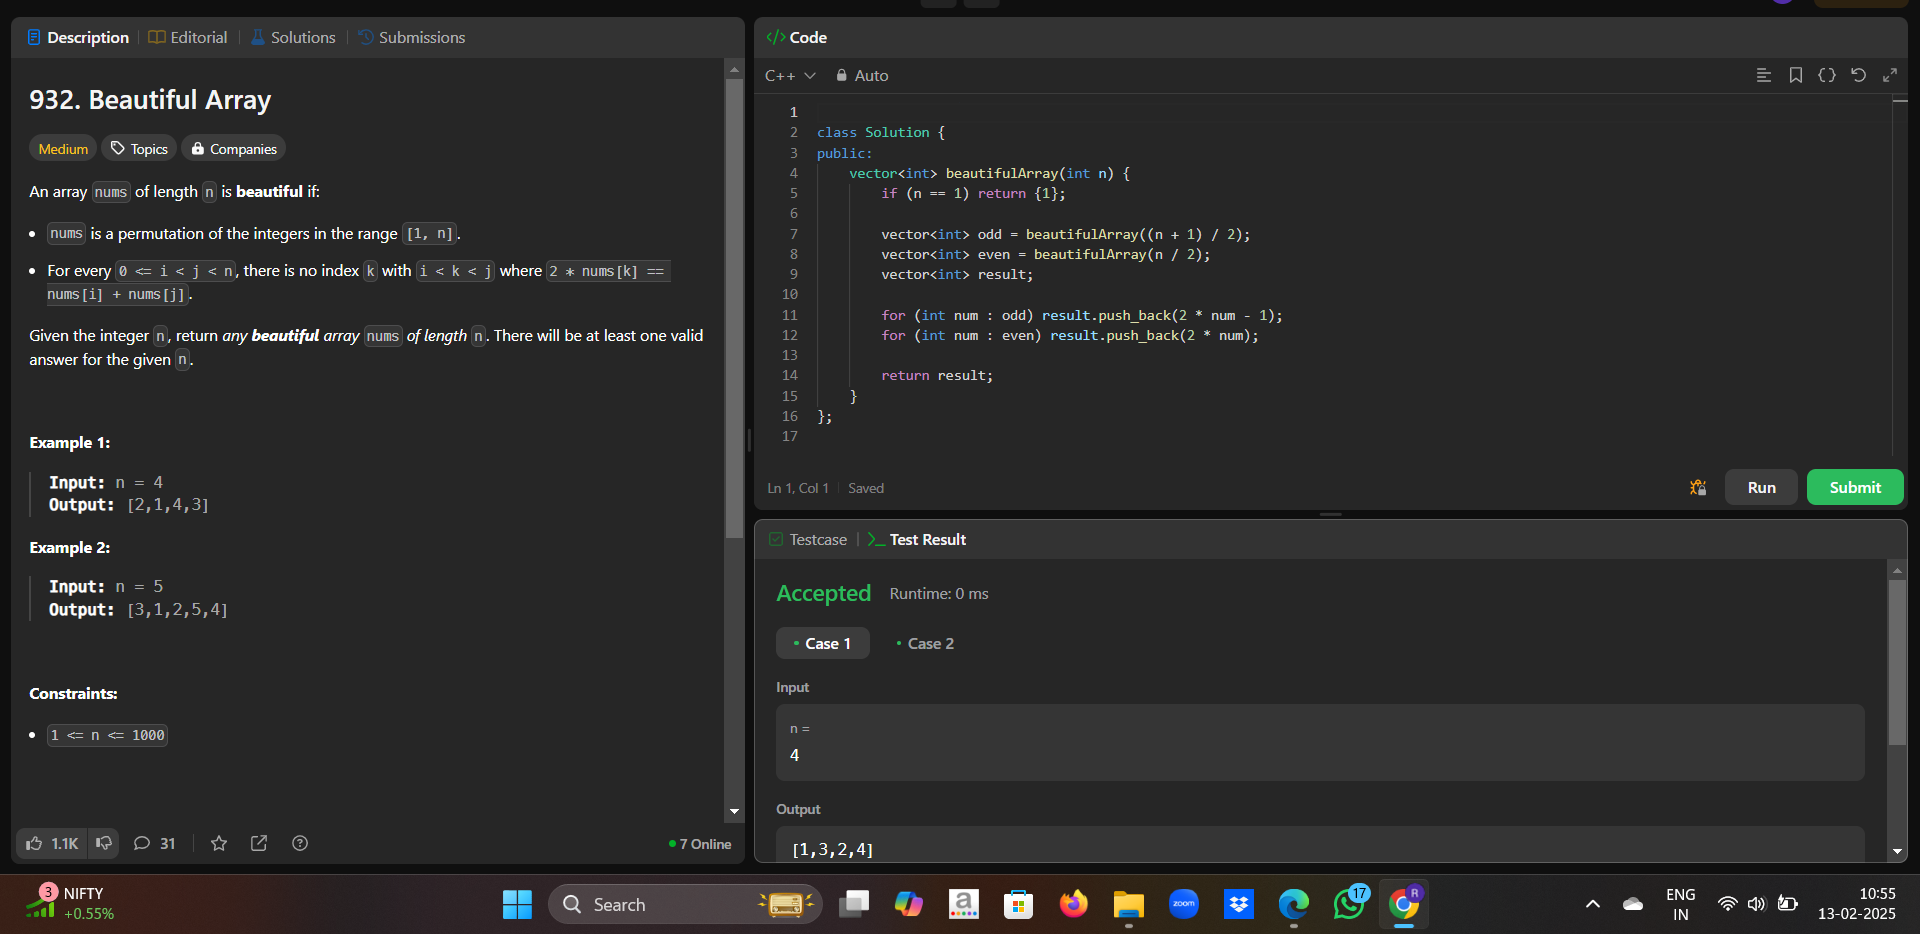 Description
Editorial
Solutions
Submissions
932. Beautiful Array
Medium
Topics
Companies
An array nums of length n is beautiful if:
nums is a permutation of the integers in the range [1, n].
For every 0 <= i < j < n, there is no index k with i < k < j where 2 * nums[k] ==
nums[i] + nums[j].
Given the integer n, return any beautiful array nums of length n. There will be at least one valid
answer for the given n.
Example 1:
Input: n = 4
Output: [2,1,4,3]
Example 2:
Input: n = 5
Output: [3,1,2,5,4]
Constraints:
1 <= n <= 1000
1.1K
31
7 Online
</> Code
C++
Auto
1
2 class Solution {
3 public:
4 vector<int> beautifulArray(int n) {
5 if (n == 1) return {1};
6
7 vector<int> odd = beautifulArray((n + 1) / 2);
8 vector<int> even = beautifulArray(n / 2);
9 vector<int> result;
10
11 for (int num : odd) result.push_back(2 * num - 1);
12 for (int num : even) result.push_back(2 * num);
13
14 return result;
15 }
16 };
17
Ln 1, Col 1
Saved
Run
Submit
Testcase
>_ Test Result
Accepted
Runtime: 0 ms
Case 1
Case 2
Input
n =
4
Output
[1,3,2,4]
3
NIFTY
+0.55%
Search
a
zoom
17
R
ENG
IN
10:55
13-02-2025